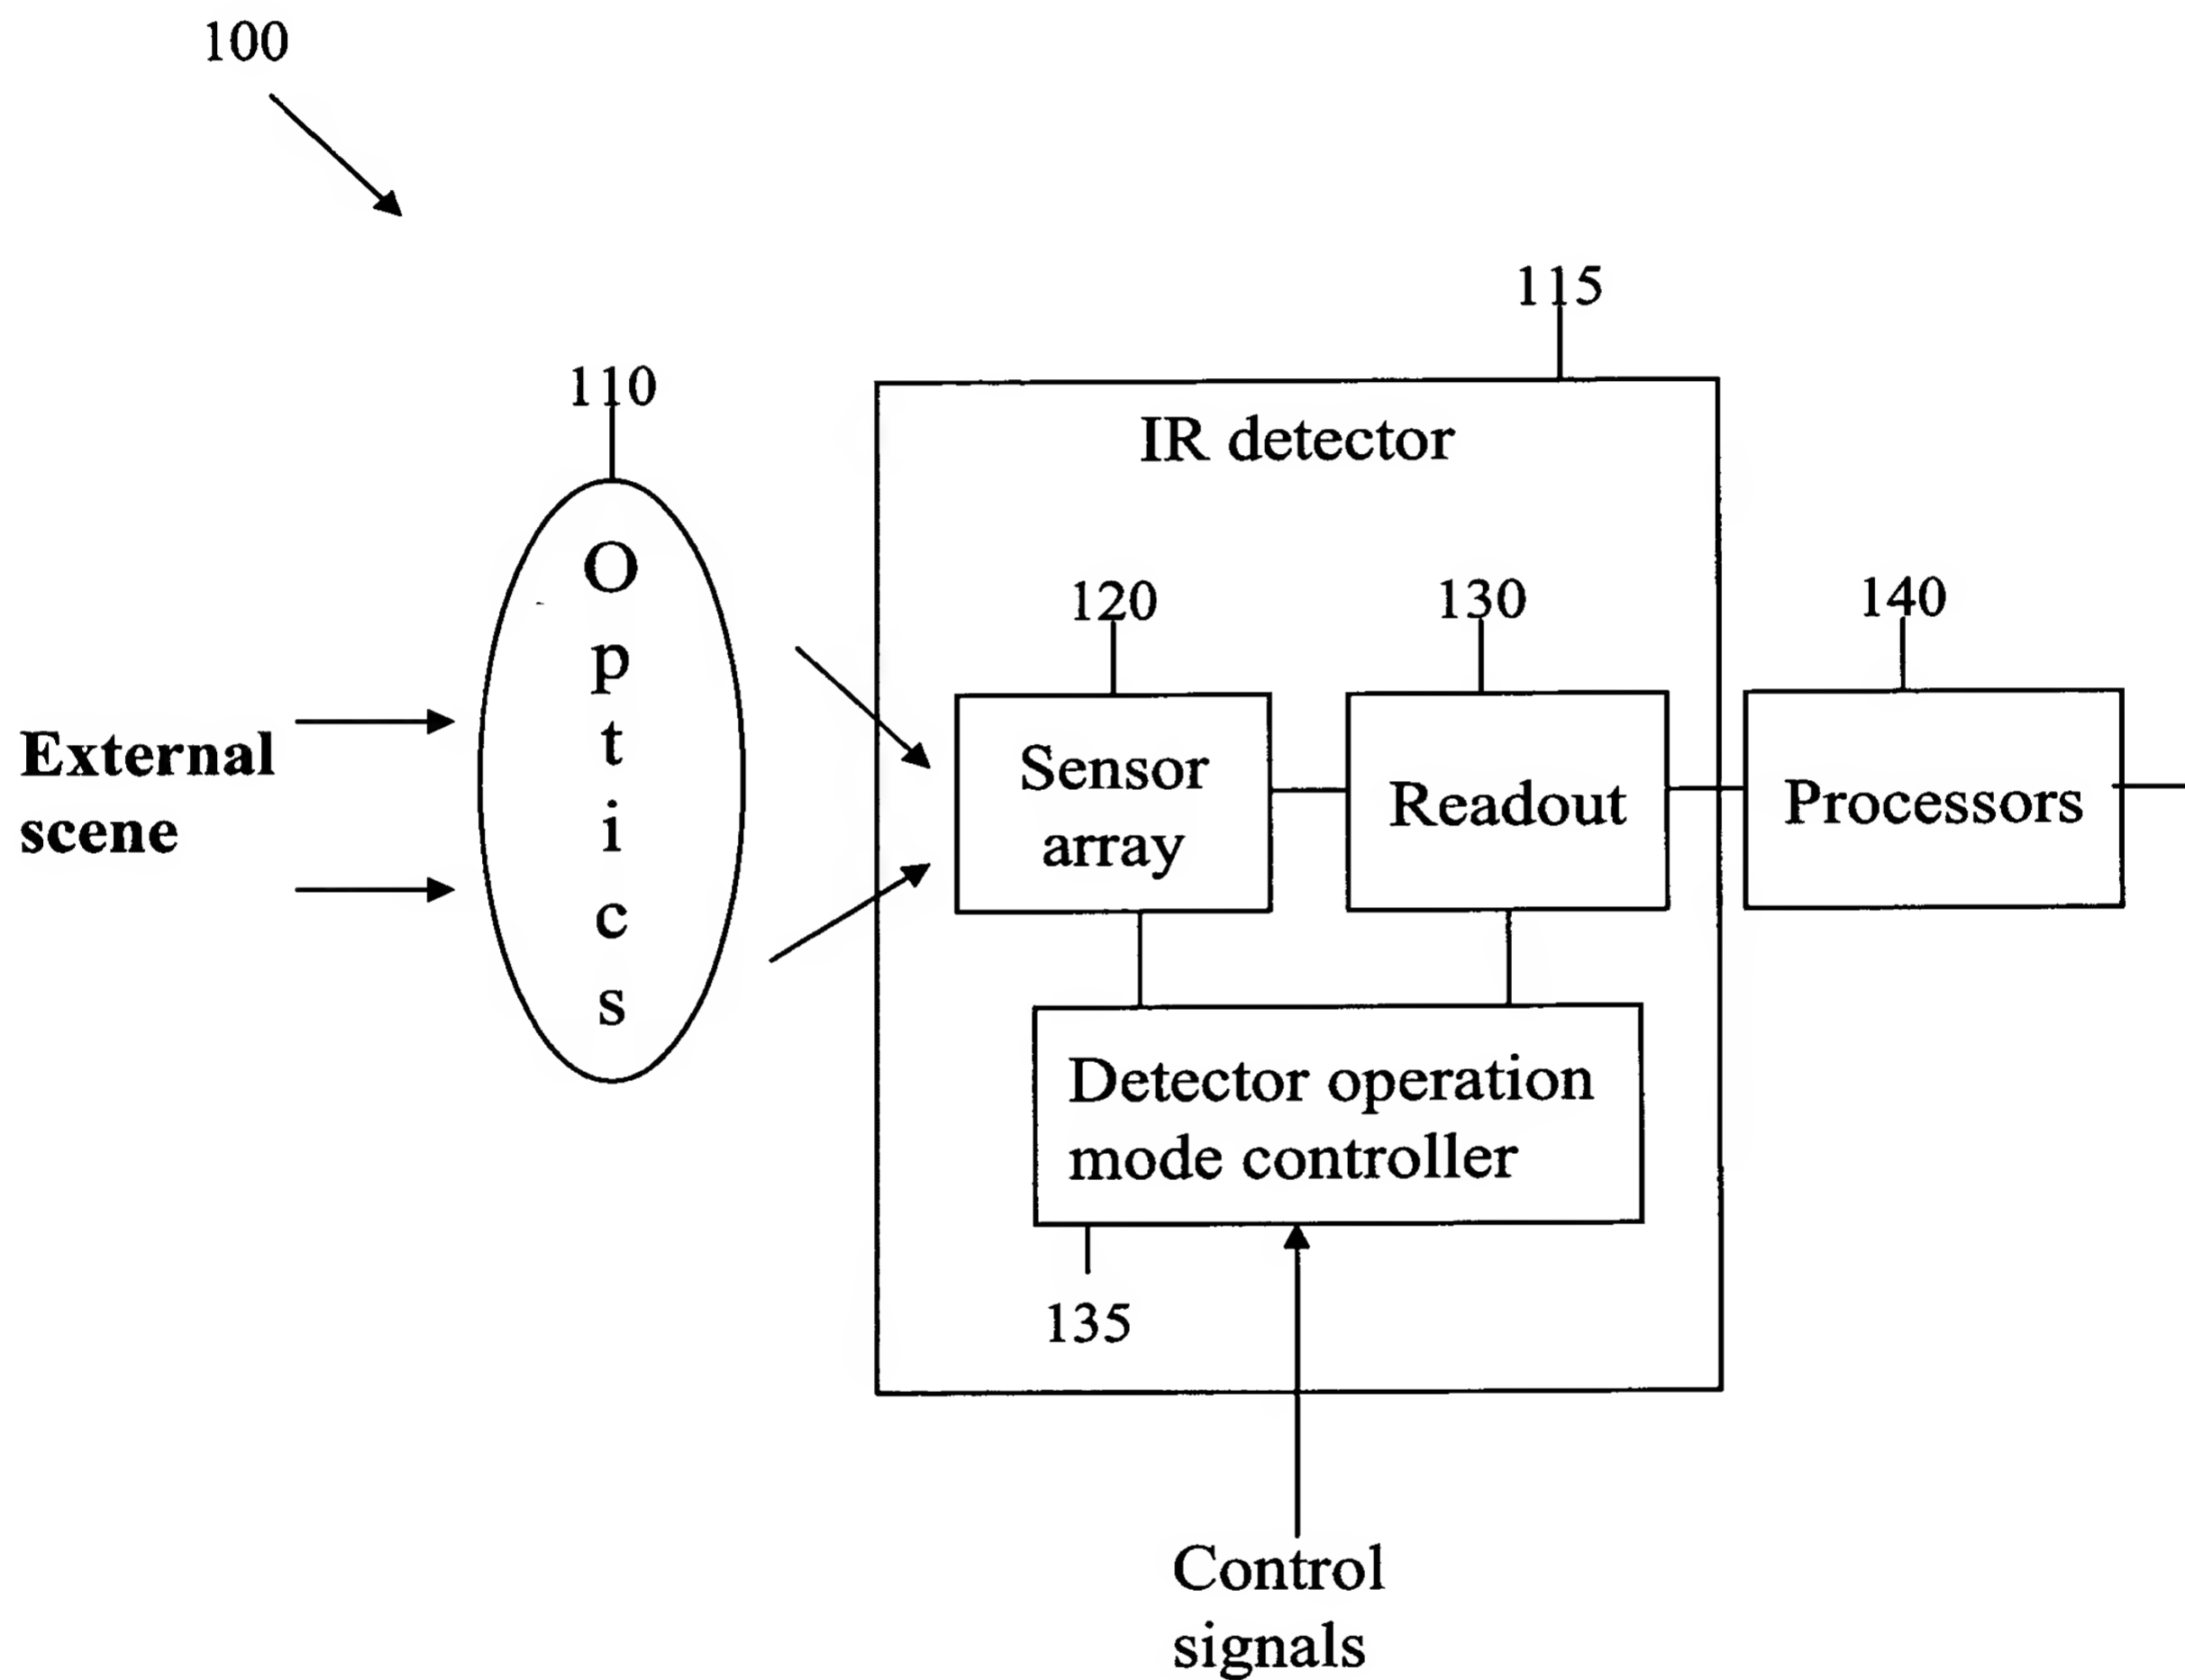 100
115
110
IR detector
Optics
120
130
140
External
scene
Sensor
array
Readout
Processors
Detector operation
mode controller
135
Control
signals